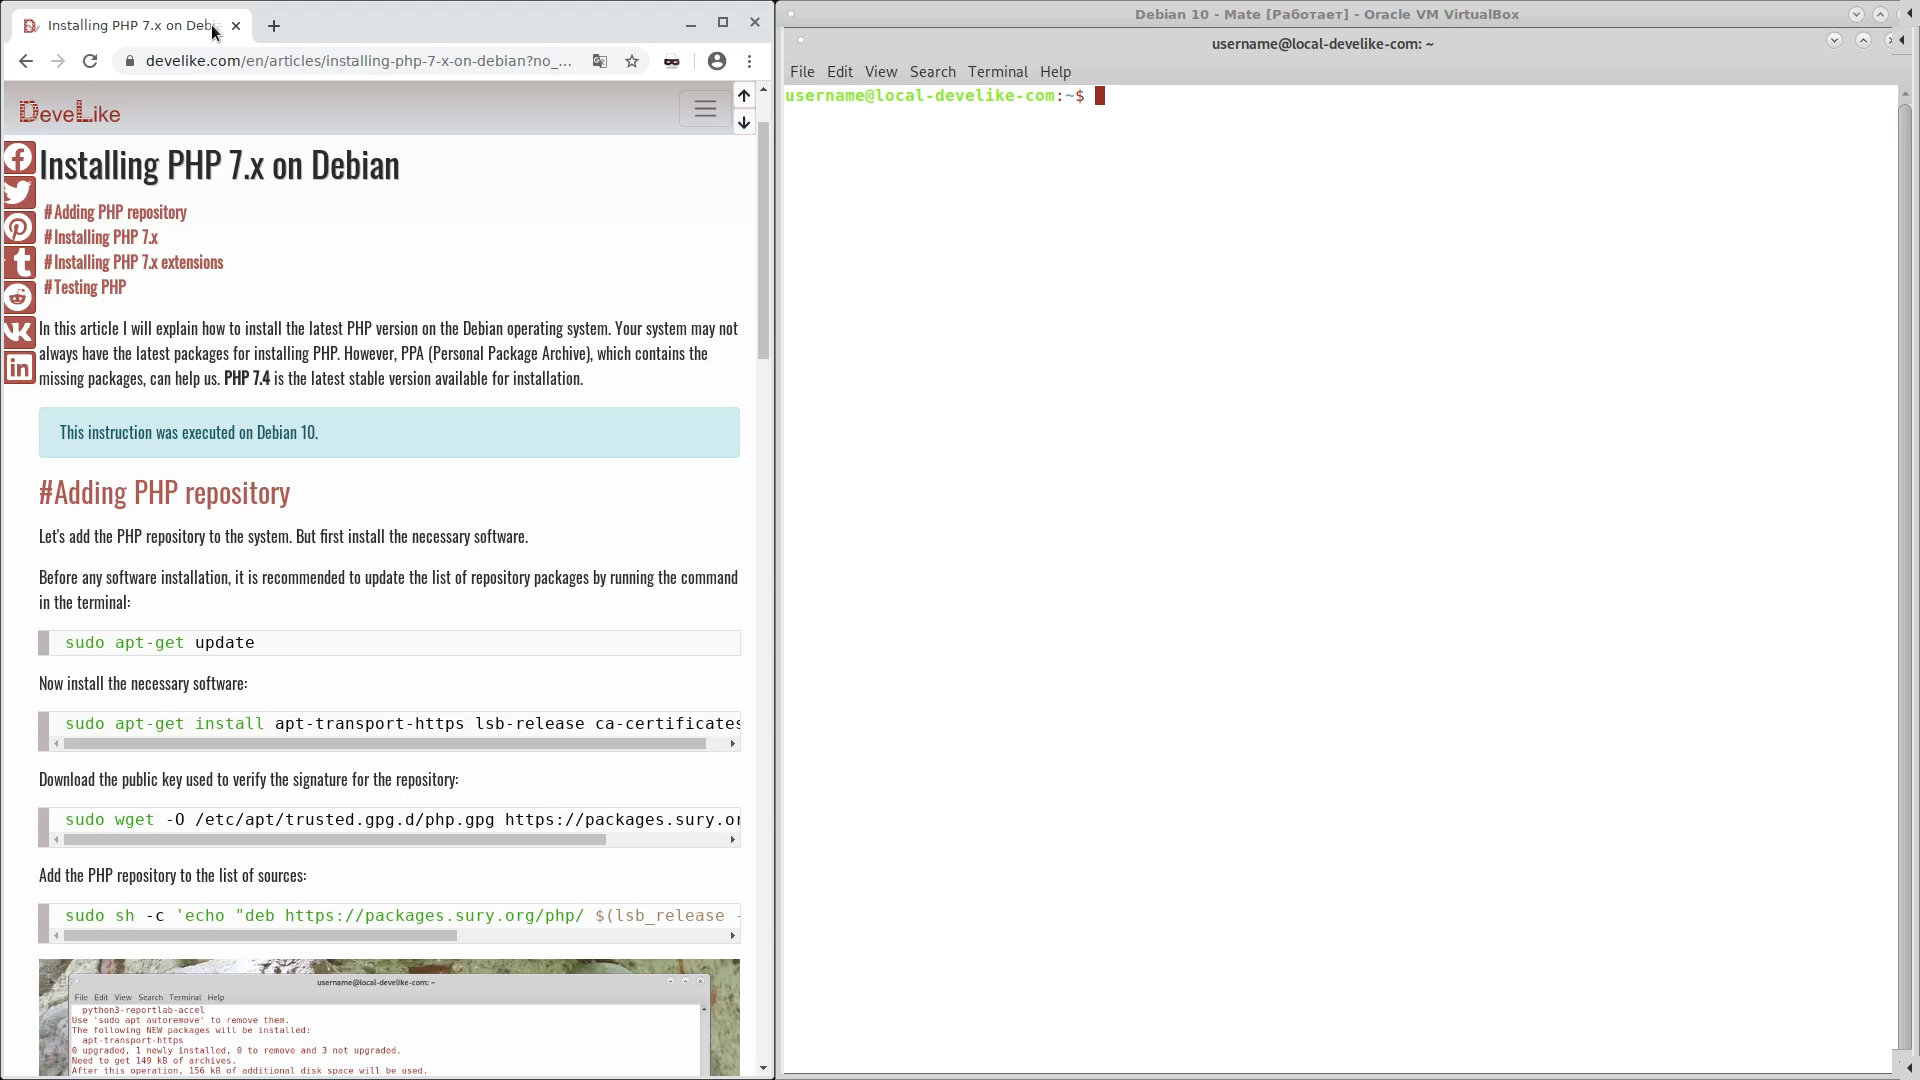 Installing PHP 7.x on Debi
develike.com/en/articles/installing-php-7-x-on-debian?no_...
DeveLike
Installing PHP 7.x on Debian
#Adding PHP repository
#Installing PHP 7.x
#Installing PHP 7.x extensions
#Testing PHP
In this article I will explain how to install the latest PHP version on the Debian operating system. Your system may not
always have the latest packages for installing PHP. However, PPA (Personal Package Archive), which contains the
missing packages, can help us. PHP 7.4 is the latest stable version available for installation.
This instruction was executed on Debian 10.
#Adding PHP repository
Let's add the PHP repository to the system. But first install the necessary software.
Before any software installation, it is recommended to update the list of repository packages by running the command
in the terminal:
sudo apt-get update
Now install the necessary software:
sudo apt-get install apt-transport-https lsb-release ca-certificates
Download the public key used to verify the signature for the repository:
sudo wget -O /etc/apt/trusted.gpg.d/php.gpg https://packages.sury.or
Add the PHP repository to the list of sources:
sudo sh -c 'echo "deb https://packages.sury.org/php/ $(lsb_release -
username@local-develike-com: ~
File Edit View Search Terminal Help
python3-reportlab-accel
Use 'sudo apt autoremove' to remove them.
The following NEW packages will be installed:
apt-transport-https
0 upgraded, 1 newly installed, 0 to remove and 3 not upgraded.
Need to get 149 kB of archives.
After this operation, 156 kB of additional disk space will be used.
Debian 10 - Mate [Работает] - Oracle VM VirtualBox
username@local-develike-com: ~
File Edit View Search Terminal Help
username@local-develike-com:~$